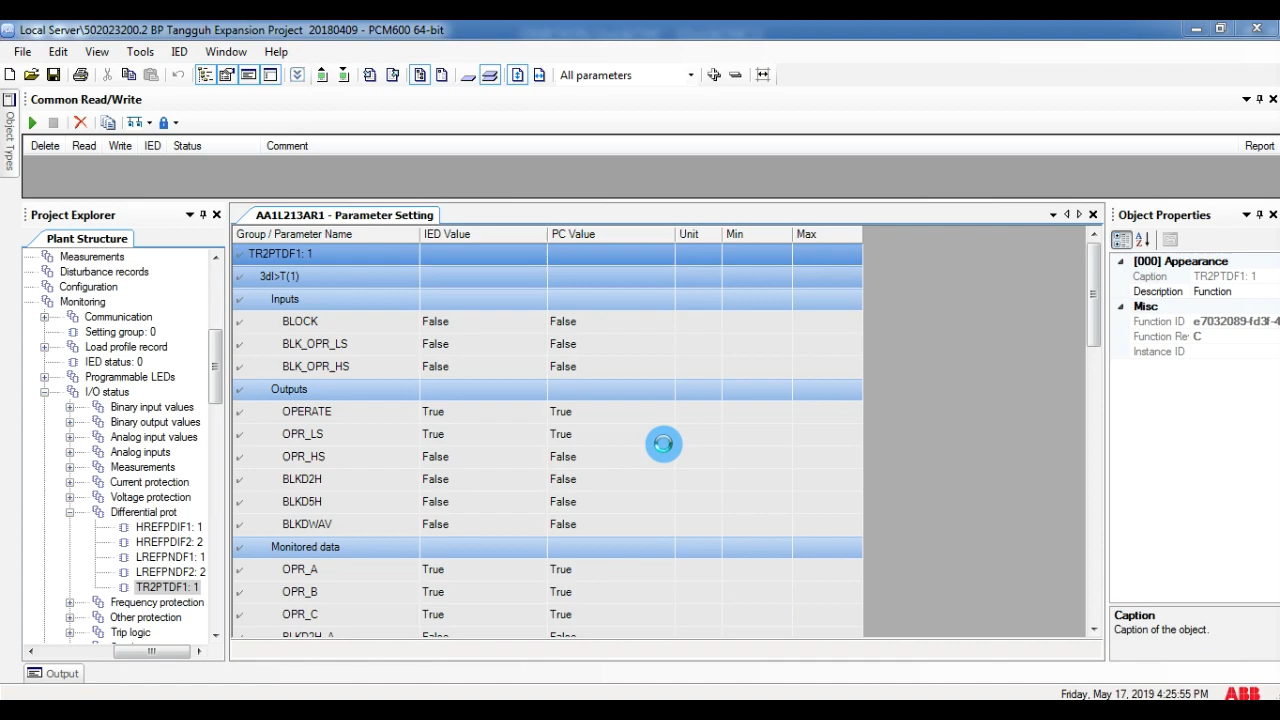 Local Server\502023200.2 BP Tangguh Expansion Project  20180409 - PCM600 64-bit
File Edit View Tools IED Window Help
All parameters
Common Read/Write
Object Types
Delete Read Write IED Status Comment Report
Project Explorer
Plant Structure
Measurements
Disturbance records
Configuration
Monitoring
Communication
Setting group: 0
Load profile record
IED status: 0
Programmable LEDs
I/O status
Binary input values
Binary output values
Analog input values
Analog inputs
Measurements
Current protection
Voltage protection
Differential prot
HREFPDIF1: 1
HREFPDIF2: 2
LREFPNDF1: 1
LREFPNDF2: 2
TR2PTDF1: 1
Frequency protection
Other protection
Trip logic
AA1L213AR1 - Parameter Setting
Group / Parameter Name IED Value PC Value Unit Min Max
TR2PTDF1: 1
3dI>T(1)
Inputs
BLOCK False False
BLK_OPR_LS False False
BLK_OPR_HS False False
Outputs
OPERATE True True
OPR_LS True True
OPR_HS False False
BLKD2H False False
BLKD5H False False
BLKDWAV False False
Monitored data
OPR_A True True
OPR_B True True
OPR_C True True
BLKD2H_A False False
Object Properties
[000] Appearance
Caption TR2PTDF1: 1
Description Function
Misc
Function ID e7032089-fd3f-4
Function Re C
Instance ID
Caption
Caption of the object.
Output
Friday, May 17, 2019 4:25:55 PM ABB